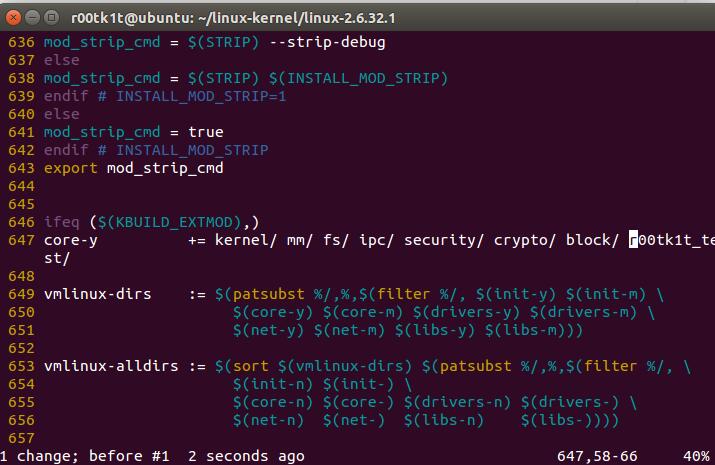 r00tk1t@ubuntu: ~/linux-kernel/linux-2.6.32.1
636 mod_strip_cmd = $(STRIP) --strip-debug
637 else
638 mod_strip_cmd = $(STRIP) $(INSTALL_MOD_STRIP)
639 endif # INSTALL_MOD_STRIP=1
640 else
641 mod_strip_cmd = true
642 endif # INSTALL_MOD_STRIP
643 export mod_strip_cmd
644
645
646 ifeq ($(KBUILD_EXTMOD),)
647 core-y          += kernel/ mm/ fs/ ipc/ security/ crypto/ block/ r00tk1t_te
st/
648
649 vmlinux-dirs    := $(patsubst %/,%,$(filter %/, $(init-y) $(init-m) \
650                      $(core-y) $(core-m) $(drivers-y) $(drivers-m) \
651                      $(net-y) $(net-m) $(libs-y) $(libs-m)))
652
653 vmlinux-alldirs := $(sort $(vmlinux-dirs) $(patsubst %/,%,$(filter %/, \
654                      $(init-n) $(init-) \
655                      $(core-n) $(core-) $(drivers-n) $(drivers-) \
656                      $(net-n)  $(net-)  $(libs-n)    $(libs-))))
657
1 change; before #1  2 seconds ago 647,58-66 40%